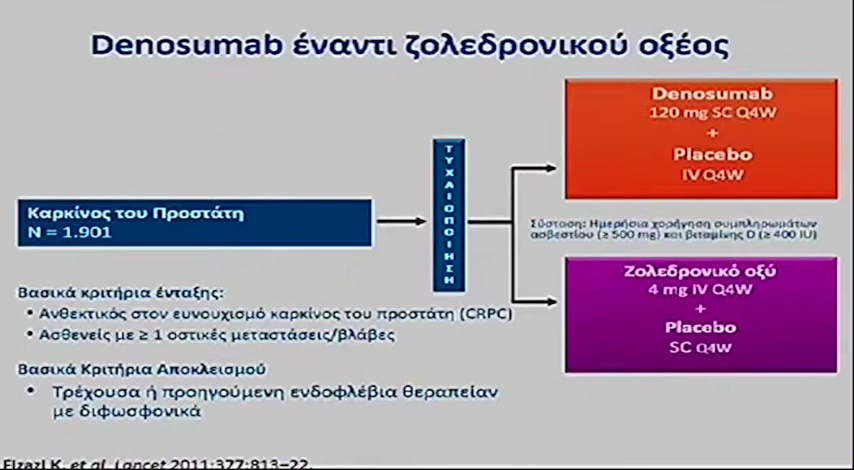 Denosumab έναντι ζολεδρονικού οξέος
Denosumab
120 mg SC Q4W
+
Placebo
IV Q4W
ΤΥΧΑΙΟΠΟΙΗΣΗ
Καρκίνος του Προστάτη
N = 1.901
Σύσταση: Ημερήσια χορήγηση συμπληρωμάτων
ασβεστίου (≥ 500 mg) και βιταμίνης D (≥ 400 IU)
Ζολεδρονικό οξύ
4 mg IV Q4W
+
Placebo
SC Q4W
Βασικά κριτήρια ένταξης:
• Ανθεκτικός στον ευνουχισμό καρκίνος του προστάτη (CRPC)
• Ασθενείς με ≥ 1 οστικές μεταστάσεις/βλάβες
Βασικά Κριτήρια Αποκλεισμού
• Τρέχουσα ή προηγούμενη ενδοφλέβια θεραπείαν
με διφωσφονικά
Fizazi K, et al. Lancet 2011;377:813–22.